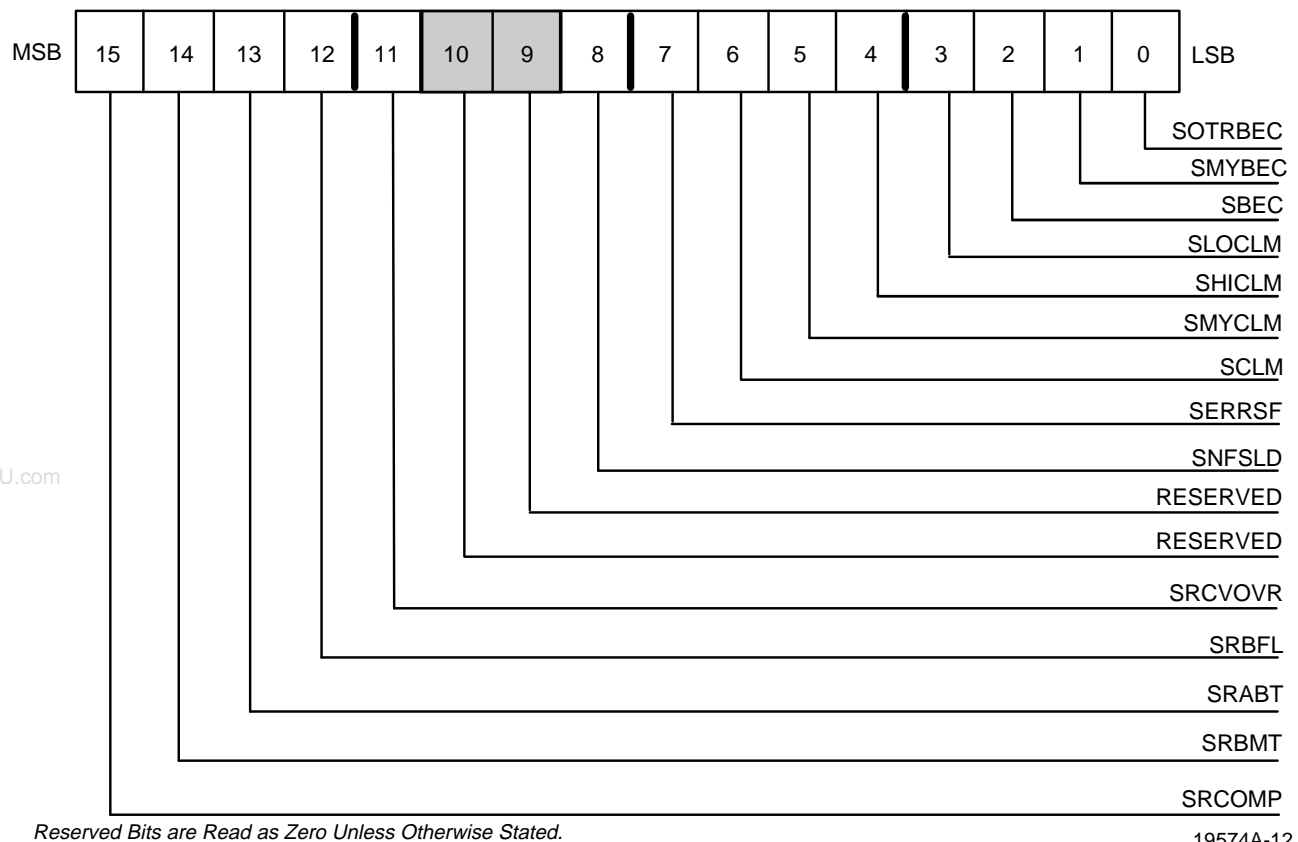 MSB 15 14 13 12 11 10 9 8 7 6 5 4 3 2 1 0 LSB
SOTRBEC
SMYBEC
SBEC
SLOCLM
SHICLM
SMYCLM
SCLM
SERRSF
SNFSLD
U.com
RESERVED
RESERVED
SRCVOVR
SRBFL
SRABT
SRBMT
SRCOMP
Reserved Bits are Read as Zero Unless Otherwise Stated.
19574A-12